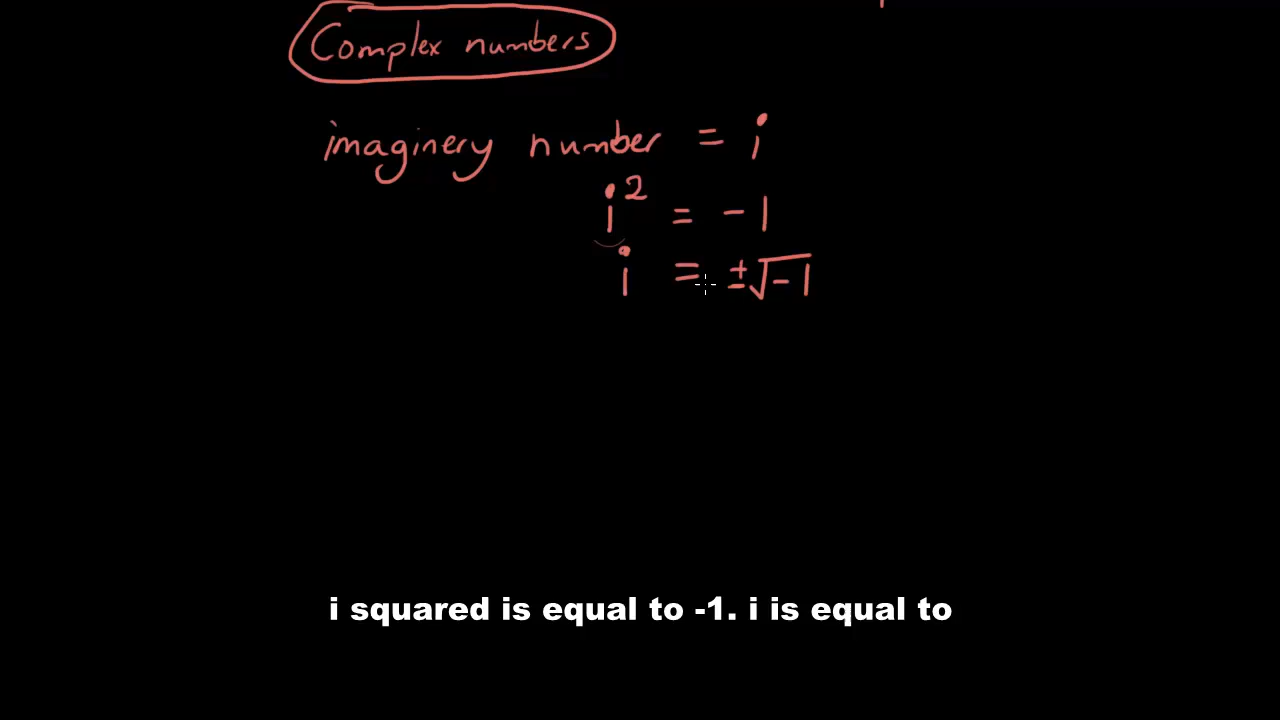 Complex numbers
imaginery number = i
i² = -1
i = ±√-1
i squared is equal to -1. i is equal to